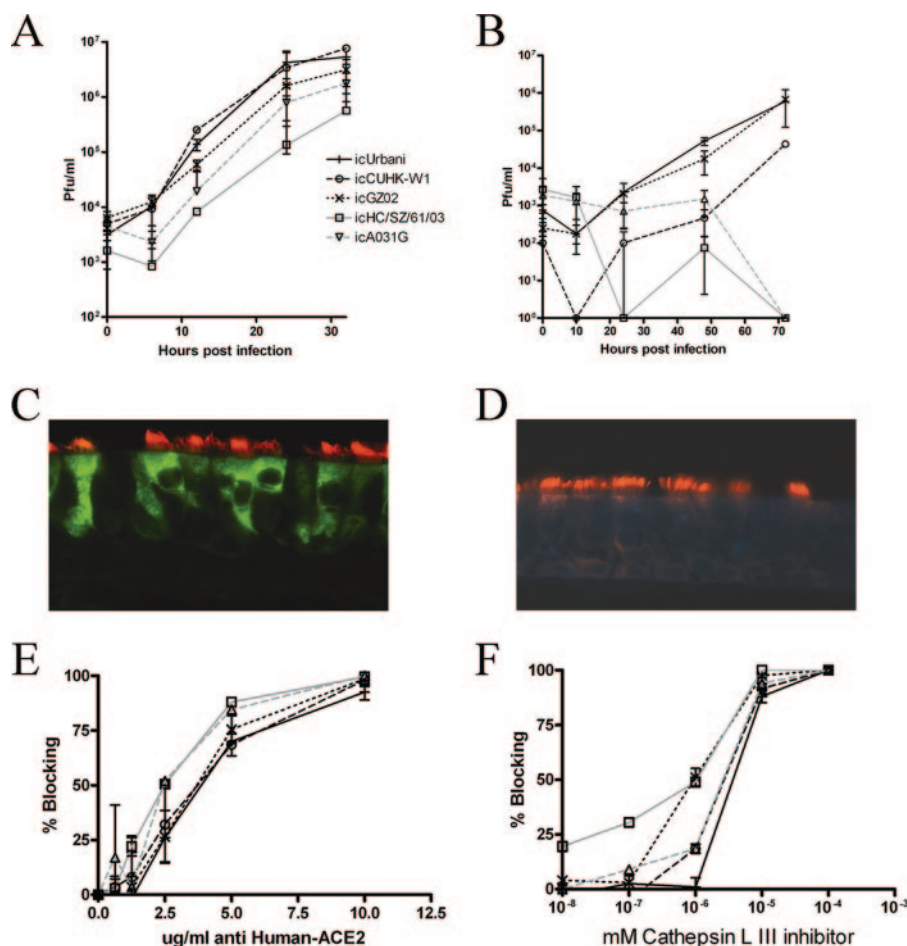 A
10⁷
10⁶
10⁵
10⁴
10³
10²
Pfu/ml
0
10
20
30
Hours post infection
icUrbani
icCUHK-W1
icGZ02
icHC/SZ/61/03
icA031G
B
10⁷
10⁶
10⁵
10⁴
10³
10²
10¹
10⁰
Pfu/ml
0
10
20
30
40
50
60
70
Hours post infection
C
D
E
100
75
50
25
0
% Blocking
0.0
2.5
5.0
7.5
10.0
12.5
ug/ml anti Human-ACE2
F
100
75
50
25
0
% Blocking
10⁻⁸
10⁻⁷
10⁻⁶
10⁻⁵
10⁻⁴
10⁻³
mM Cathepsin L III inhibitor